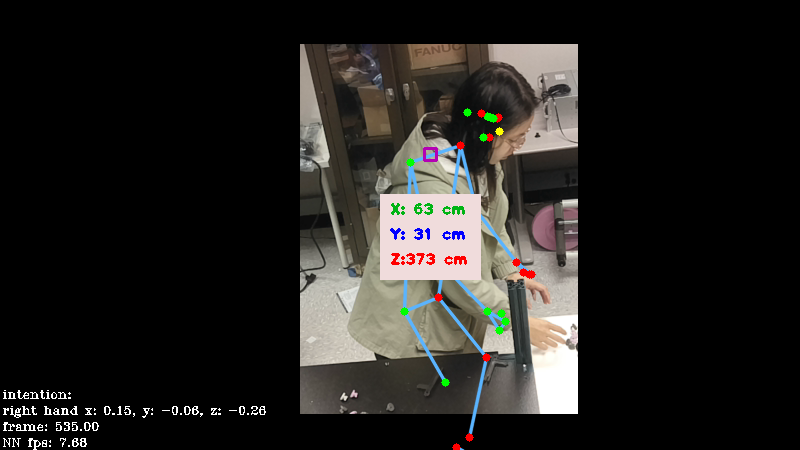 FANUC
X: 63 cm
Y: 31 cm
Z:373 cm
intention:
right hand x: 0.15, y: -0.06, z: -0.26
frame: 535.00
NN fps: 7.68